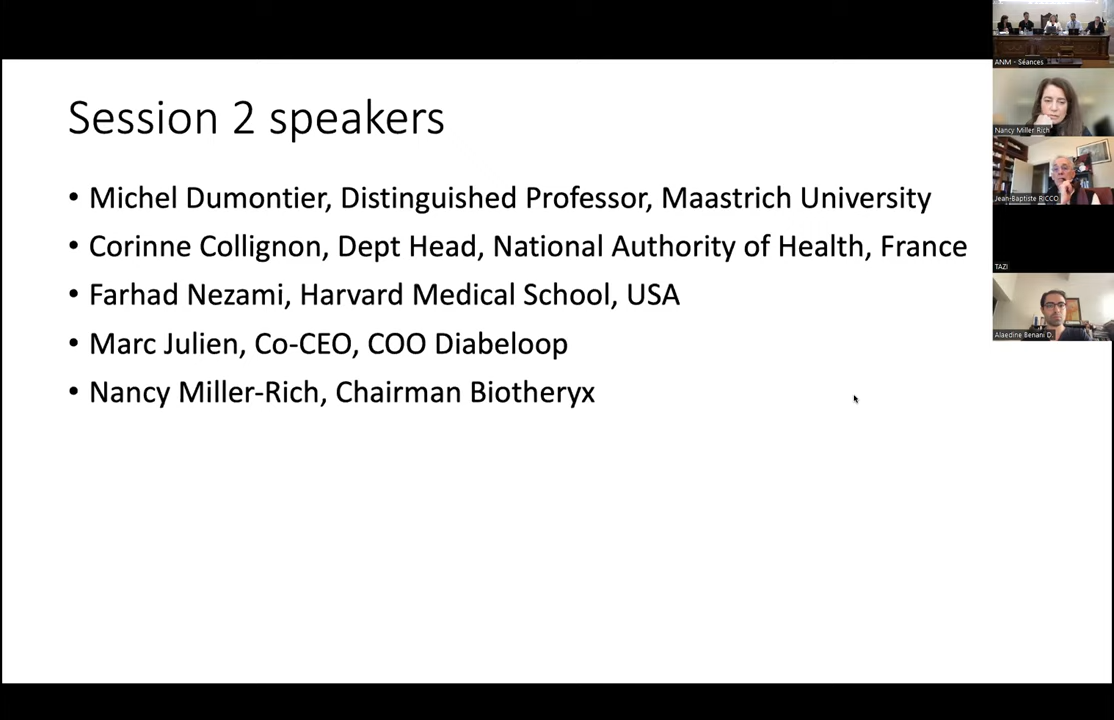 Session 2 speakers
• Michel Dumontier, Distinguished Professor, Maastrich University
• Corinne Collignon, Dept Head, National Authority of Health, France
• Farhad Nezami, Harvard Medical School, USA
• Marc Julien, Co-CEO, COO Diabeloop
• Nancy Miller-Rich, Chairman Biotheryx
ANM - Séances
Nancy Miller Rich
Jean-Baptiste RICCO
TAZI
Alaedine Benani D.